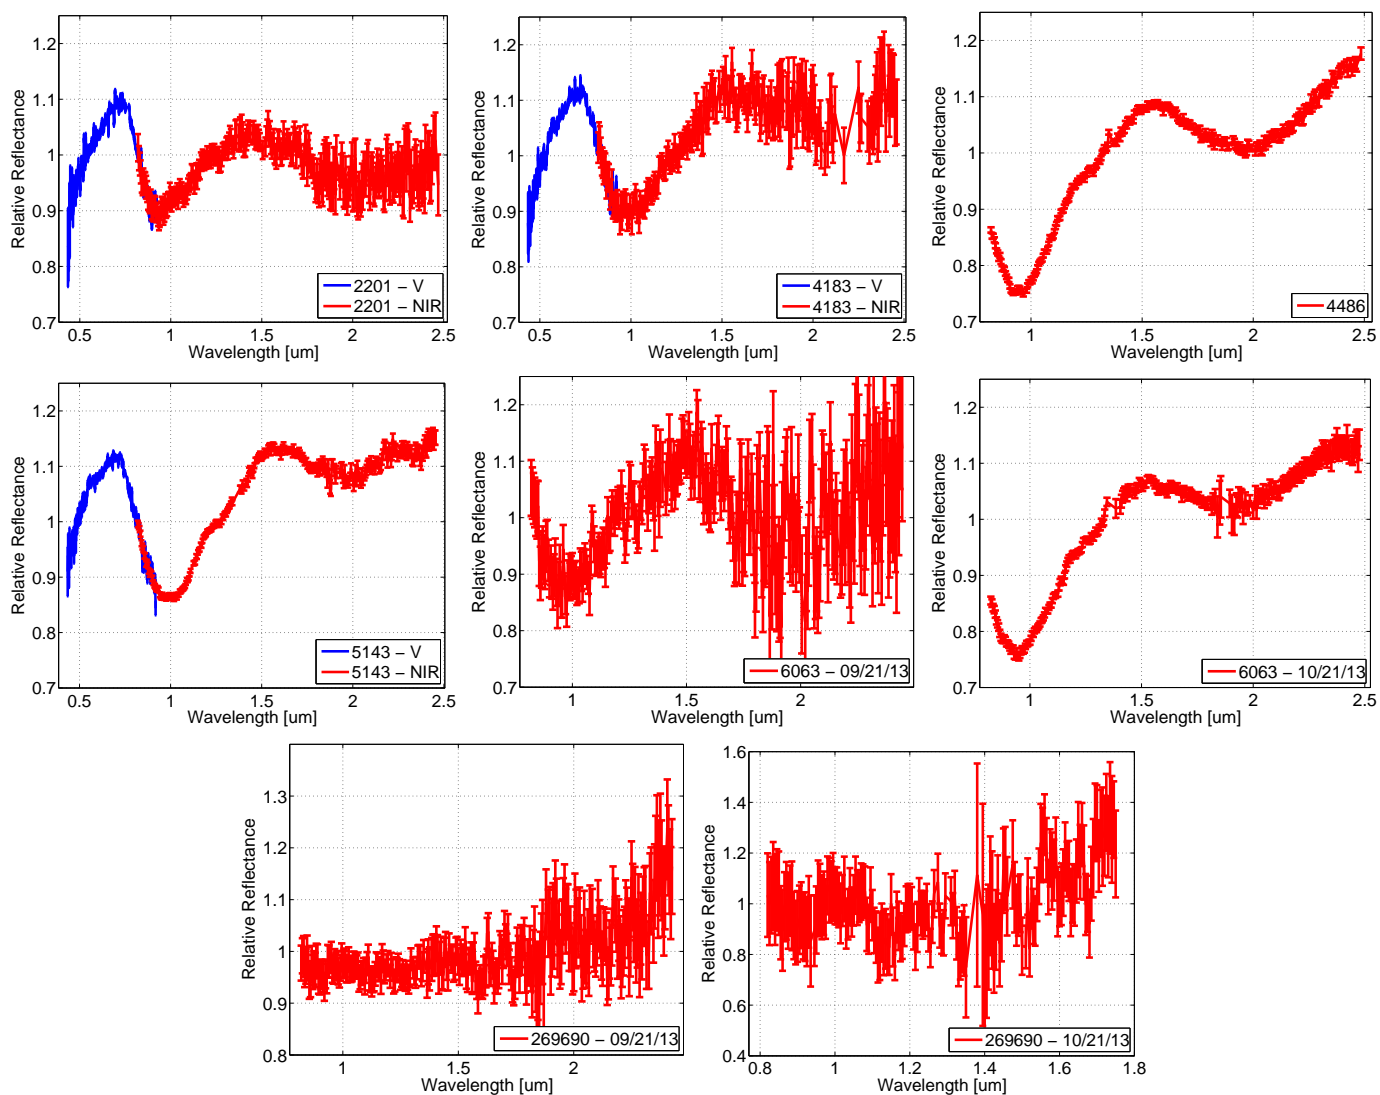 1.2
1.1
1
0.9
0.8
0.7
0.5 1 1.5 2 2.5
Relative Reflectance
Wavelength [um]
2201 – V
2201 – NIR
1.2
1.1
1
0.9
0.8
0.7
0.5 1 1.5 2 2.5
Relative Reflectance
Wavelength [um]
4183 – V
4183 – NIR
1.2
1.1
1
0.9
0.8
0.7
1 1.5 2 2.5
Relative Reflectance
Wavelength [um]
4486
1.2
1.1
1
0.9
0.8
0.7
0.5 1 1.5 2 2.5
Relative Reflectance
Wavelength [um]
5143 – V
5143 – NIR
1.2
1.1
1
0.9
0.8
0.7
1 1.5 2
Relative Reflectance
Wavelength [um]
6063 – 09/21/13
1.2
1.1
1
0.9
0.8
0.7
1 1.5 2 2.5
Relative Reflectance
Wavelength [um]
6063 – 10/21/13
1.3
1.2
1.1
1
0.9
0.8
1 1.5 2
Relative Reflectance
Wavelength [um]
269690 – 09/21/13
1.6
1.4
1.2
1
0.8
0.6
0.4
0.8 1 1.2 1.4 1.6 1.8
Relative Reflectance
Wavelength [um]
269690 – 10/21/13